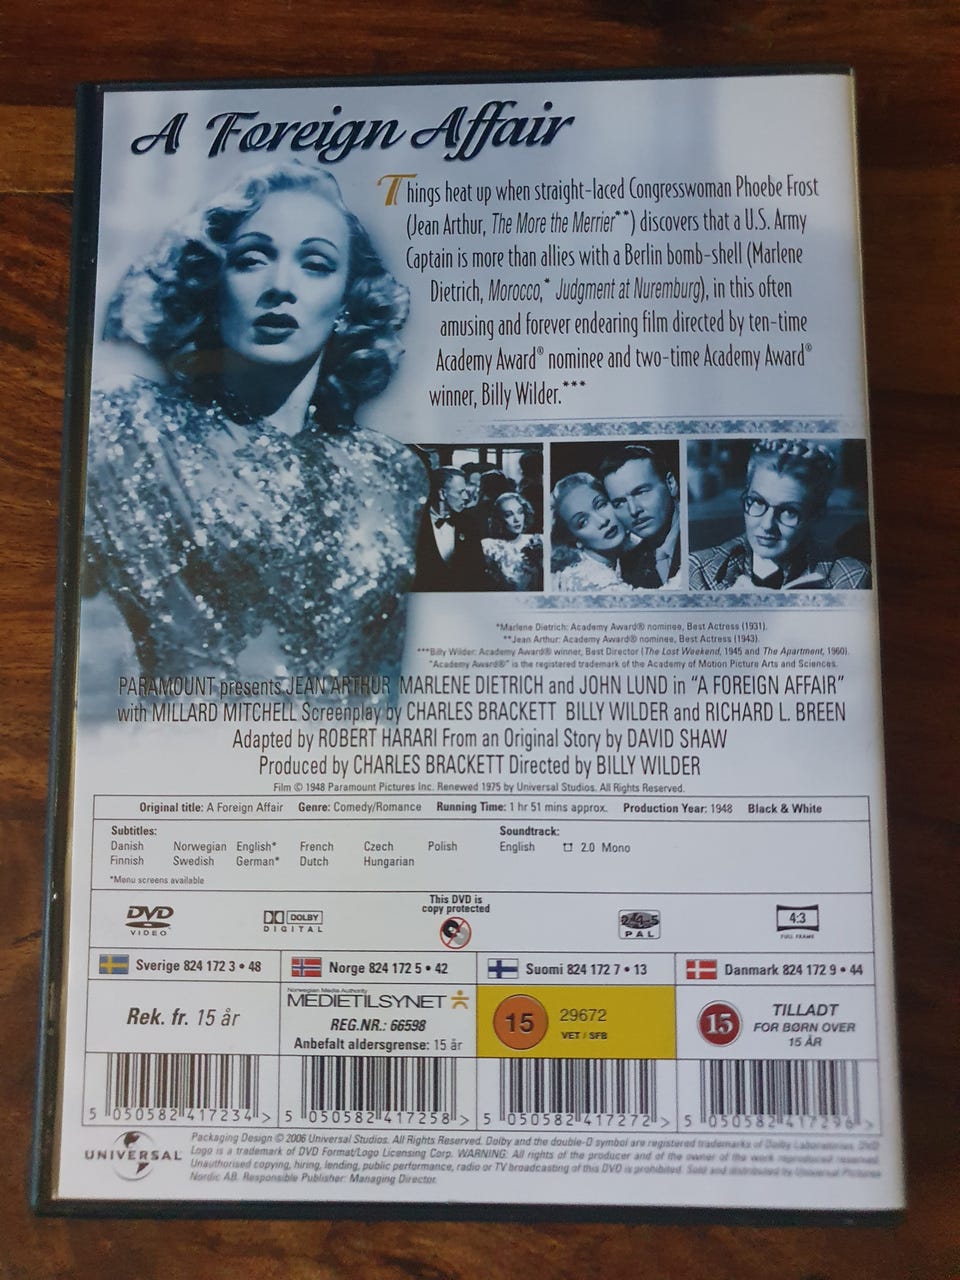 A Foreign Affair
Things heat up when straight-laced Congresswoman Phoebe Frost
(Jean Arthur, The More the Merrier**) discovers that a U.S. Army
Captain is more than allies with a Berlin bomb-shell (Marlene
Dietrich, Morocco,* Judgment at Nuremburg), in this often
amusing and forever endearing film directed by ten-time
Academy Award® nominee and two-time Academy Award®
winner, Billy Wilder.***
*Marlene Dietrich: Academy Award® nominee, Best Actress (1931).
**Jean Arthur: Academy Award® nominee, Best Actress (1943).
***Billy Wilder: Academy Award® winner, Best Director (The Lost Weekend, 1945 and The Apartment, 1960).
"Academy Award®" is the registered trademark of the Academy of Motion Picture Arts and Sciences.
PARAMOUNT presents JEAN ARTHUR MARLENE DIETRICH and JOHN LUND in "A FOREIGN AFFAIR"
with MILLARD MITCHELL Screenplay by CHARLES BRACKETT BILLY WILDER and RICHARD L. BREEN
Adapted by ROBERT HARARI From an Original Story by DAVID SHAW
Produced by CHARLES BRACKETT Directed by BILLY WILDER
Film © 1948 Paramount Pictures Inc. Renewed 1975 by Universal Studios. All Rights Reserved.
Original title: A Foreign Affair Genre: Comedy/Romance Running Time: 1 hr 51 mins approx. Production Year: 1948 Black & White
Subtitles: Soundtrack:
Danish Norwegian English* French Czech Polish English 2.0 Mono
Finnish Swedish German* Dutch Hungarian
*Menu screens available
DVD VIDEO
DOLBY DIGITAL
This DVD is
copy protected
2-4-5
PAL
4:3
FULL FRAME
Sverige 824 172 3 • 48 Norge 824 172 5 • 42 Suomi 824 172 7 • 13 Danmark 824 172 9 • 44
Rek. fr. 15 år
Norwegian Media Authority
MEDIETILSYNET
REG.NR.: 66598
Anbefalt aldersgrense: 15 år
15 29672
VET / SFB
15 TILLADT
FOR BØRN OVER
15 ÅR
5 050582 417234 > 5 050582 417258 > 5 050582 417272 > 5 050582 417296 >
UNIVERSAL
Packaging Design © 2006 Universal Studios. All Rights Reserved. Dolby and the double-D symbol are registered trademarks of Dolby Laboratories. DVD
Logo is a trademark of DVD Format/Logo Licensing Corp. WARNING: All rights of the producer and of the owner of the work reproduced reserved.
Unauthorised copying, hiring, lending, public performance, radio or TV broadcasting of this DVD is prohibited. Sold and distributed by Universal Pictures
Nordic AB. Responsible Publisher: Managing Director.